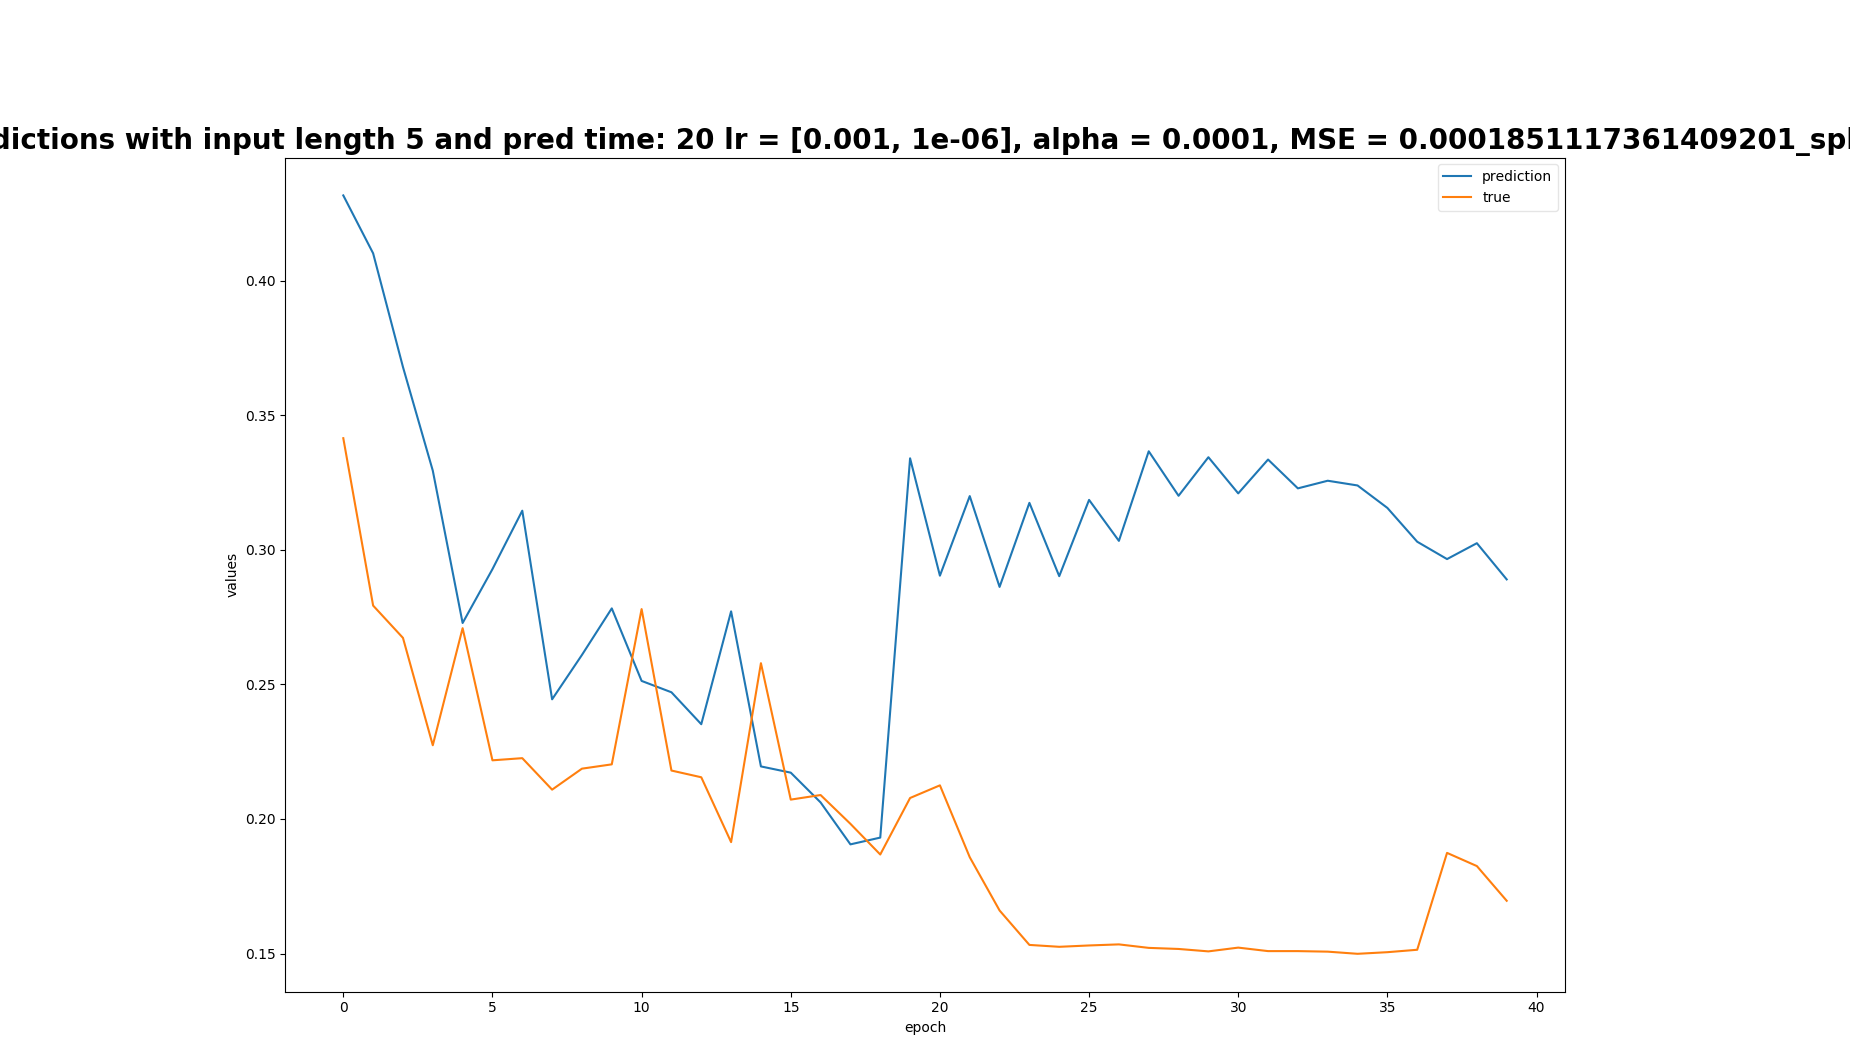 dictions with input length 5 and pred time: 20 lr = [0.001, 1e-06], alpha = 0.0001, MSE = 0.0001851117361409201_spl
prediction
true
0.40
0.35
0.30
0.25
0.20
0.15
values
0 5 10 15 20 25 30 35 40
epoch